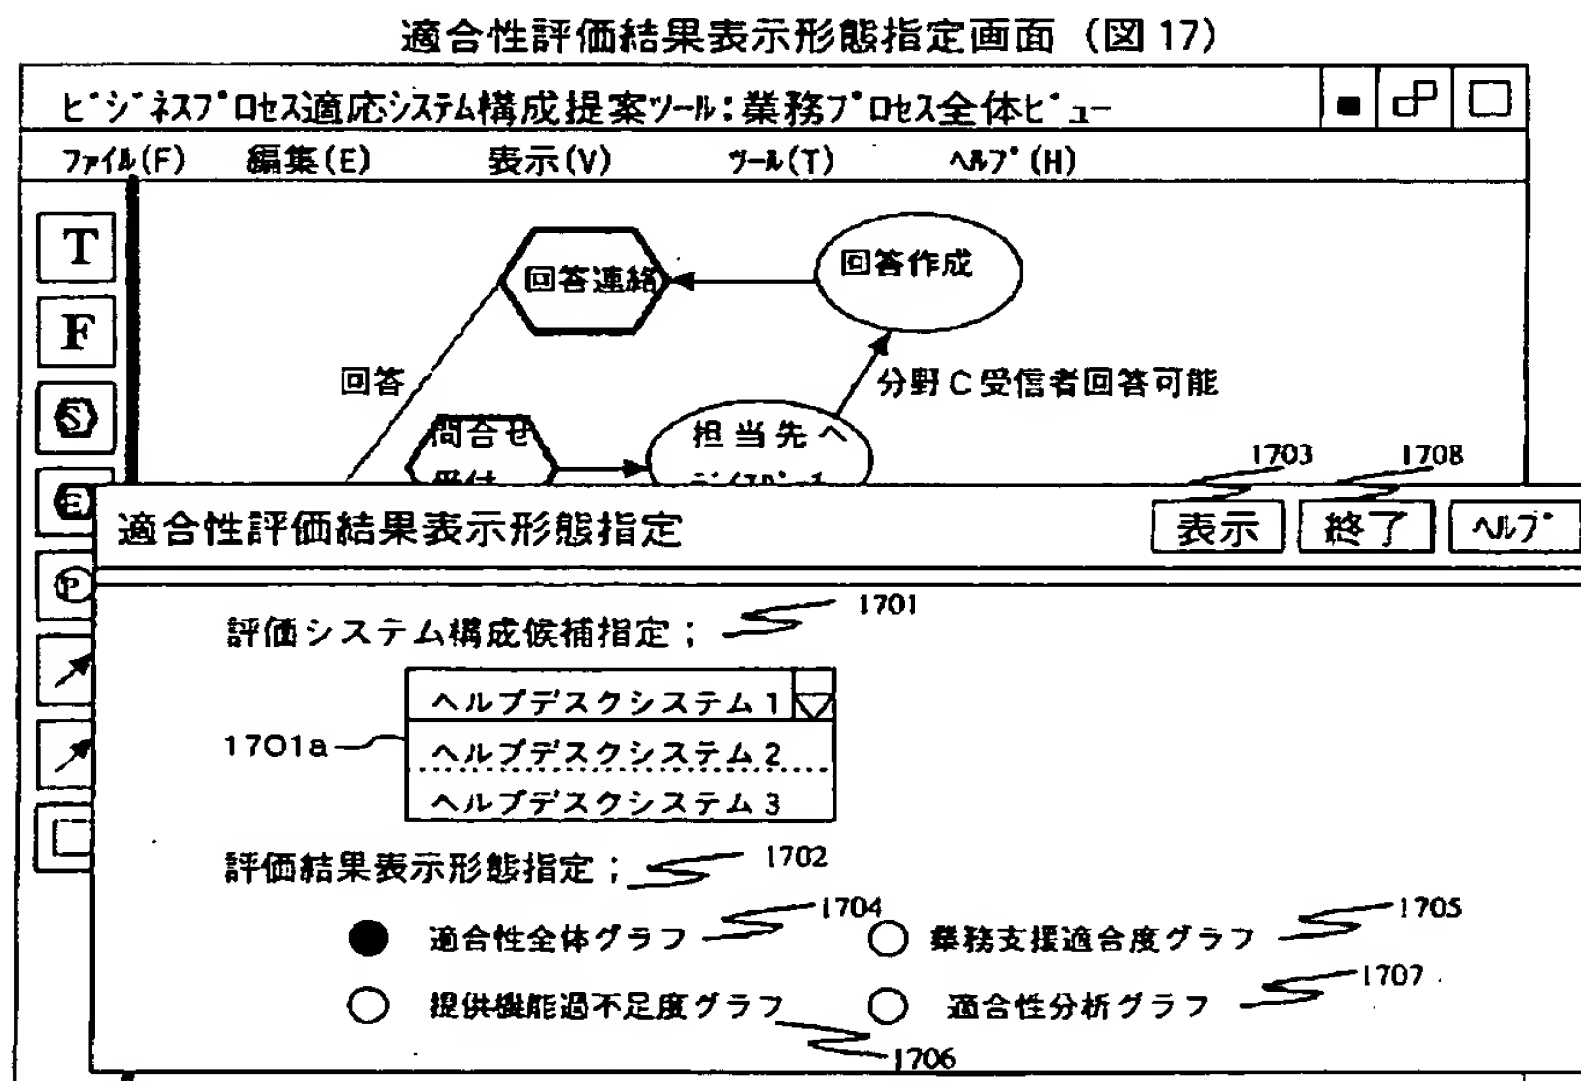 適合性評価結果表示形態指定画面（図17）
ビジネスプロセス適応システム構成提案ツール：業務プロセス全体ビュー
ファイル(F) 編集(E) 表示(V) ツール(T) ヘルプ(H)
T
F
S
E
P
回答連絡
回答作成
回答
分野C受信者回答可能
問合せ
受付
担当先へ
1703
1708
適合性評価結果表示形態指定
表示
終了
ヘルプ
評価システム構成候補指定；
1701
ヘルプデスクシステム1
1701a
ヘルプデスクシステム2
ヘルプデスクシステム3
評価結果表示形態指定；
1702
適合性全体グラフ
1704
業務支援適合度グラフ
1705
提供機能過不足度グラフ
1706
適合性分析グラフ
1707